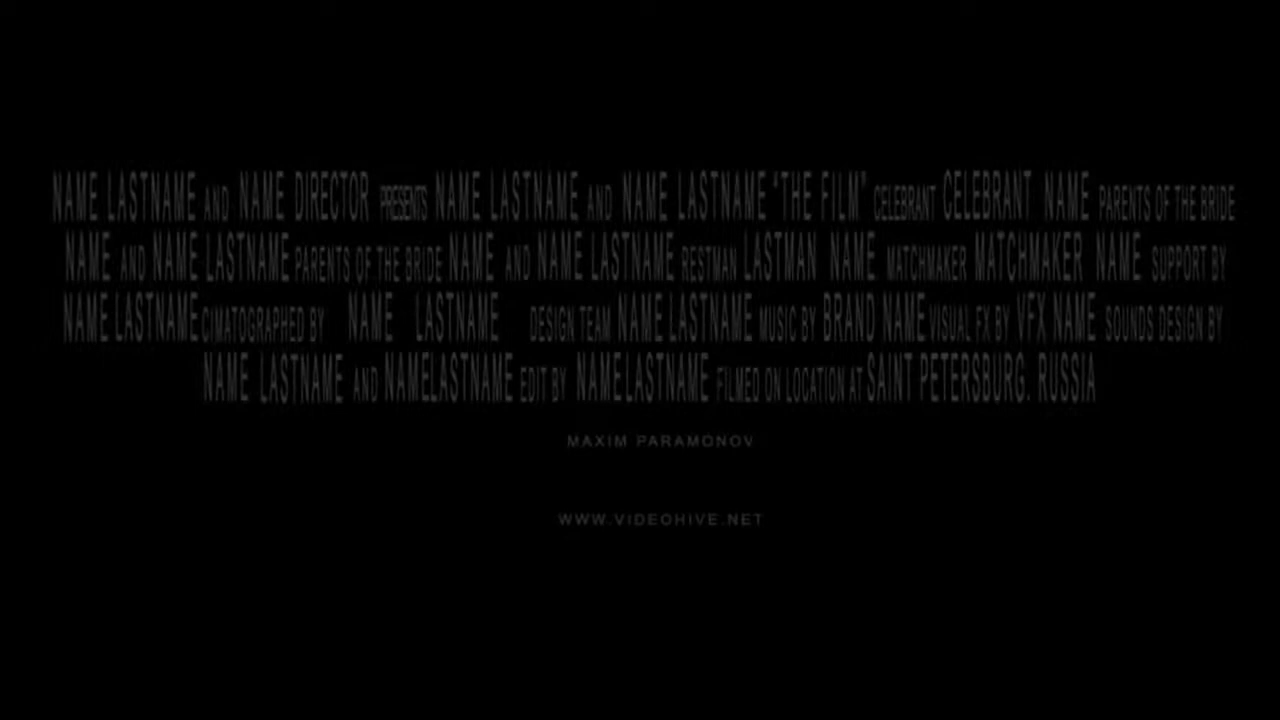 NAME LASTNAME AND NAME DIRECTOR PRESENTS NAME LASTNAME AND NAME LASTNAME "THE FILM" CELEBRANT CELEBRANT NAME PARENTS OF THE BRIDE
NAME AND NAME LASTNAME PARENTS OF THE BRIDE NAME AND NAME LASTNAME RESTMAN LASTMAN NAME MATCHMAKER MATCHMAKER NAME SUPPORT BY
NAME LASTNAME CIMATOGRAPHED BY NAME LASTNAME DESIGN TEAM NAME LASTNAME MUSIC BY BRAND NAME VISUAL FX BY VFX NAME SOUNDS DESIGN BY
NAME LASTNAME AND NAMELASTNAME EDIT BY NAME LASTNAME FILMED ON LOCATION AT SAINT PETERSBURG. RUSSIA
MAXIM PARAMONOV
WWW.VIDEOHIVE.NET